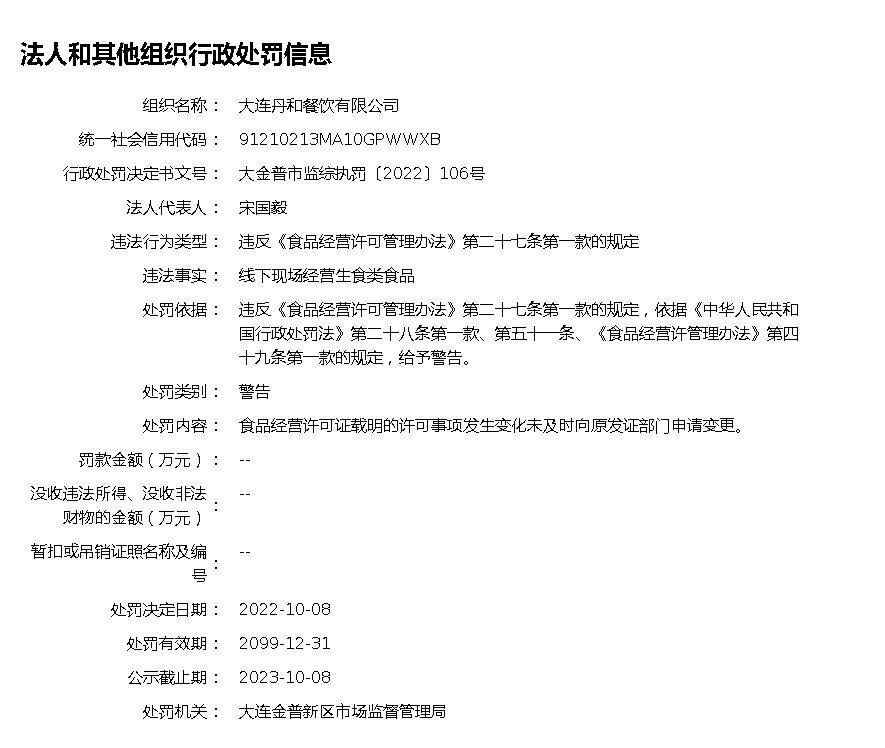 法人和其他组织行政处罚信息
组织名称： 大连丹和餐饮有限公司
统一社会信用代码： 91210213MA10GPWWXB
行政处罚决定书文号： 大金普市监综执罚〔2022〕106号
法人代表人： 宋国毅
违法行为类型： 违反《食品经营许可管理办法》第二十七条第一款的规定
违法事实： 线下现场经营生食类食品
处罚依据： 违反《食品经营许可管理办法》第二十七条第一款的规定，依据《中华人民共和
国行政处罚法》第二十八条第一款、第五十一条、《食品经营许管理办法》第四
十九条第一款的规定，给予警告。
处罚类别： 警告
处罚内容： 食品经营许可证载明的许可事项发生变化未及时向原发证部门申请变更。
罚款金额（万元）： --
没收违法所得、没收非法
财物的金额（万元）： --
暂扣或吊销证照名称及编
号： --
处罚决定日期： 2022-10-08
处罚有效期： 2099-12-31
公示截止期： 2023-10-08
处罚机关： 大连金普新区市场监督管理局